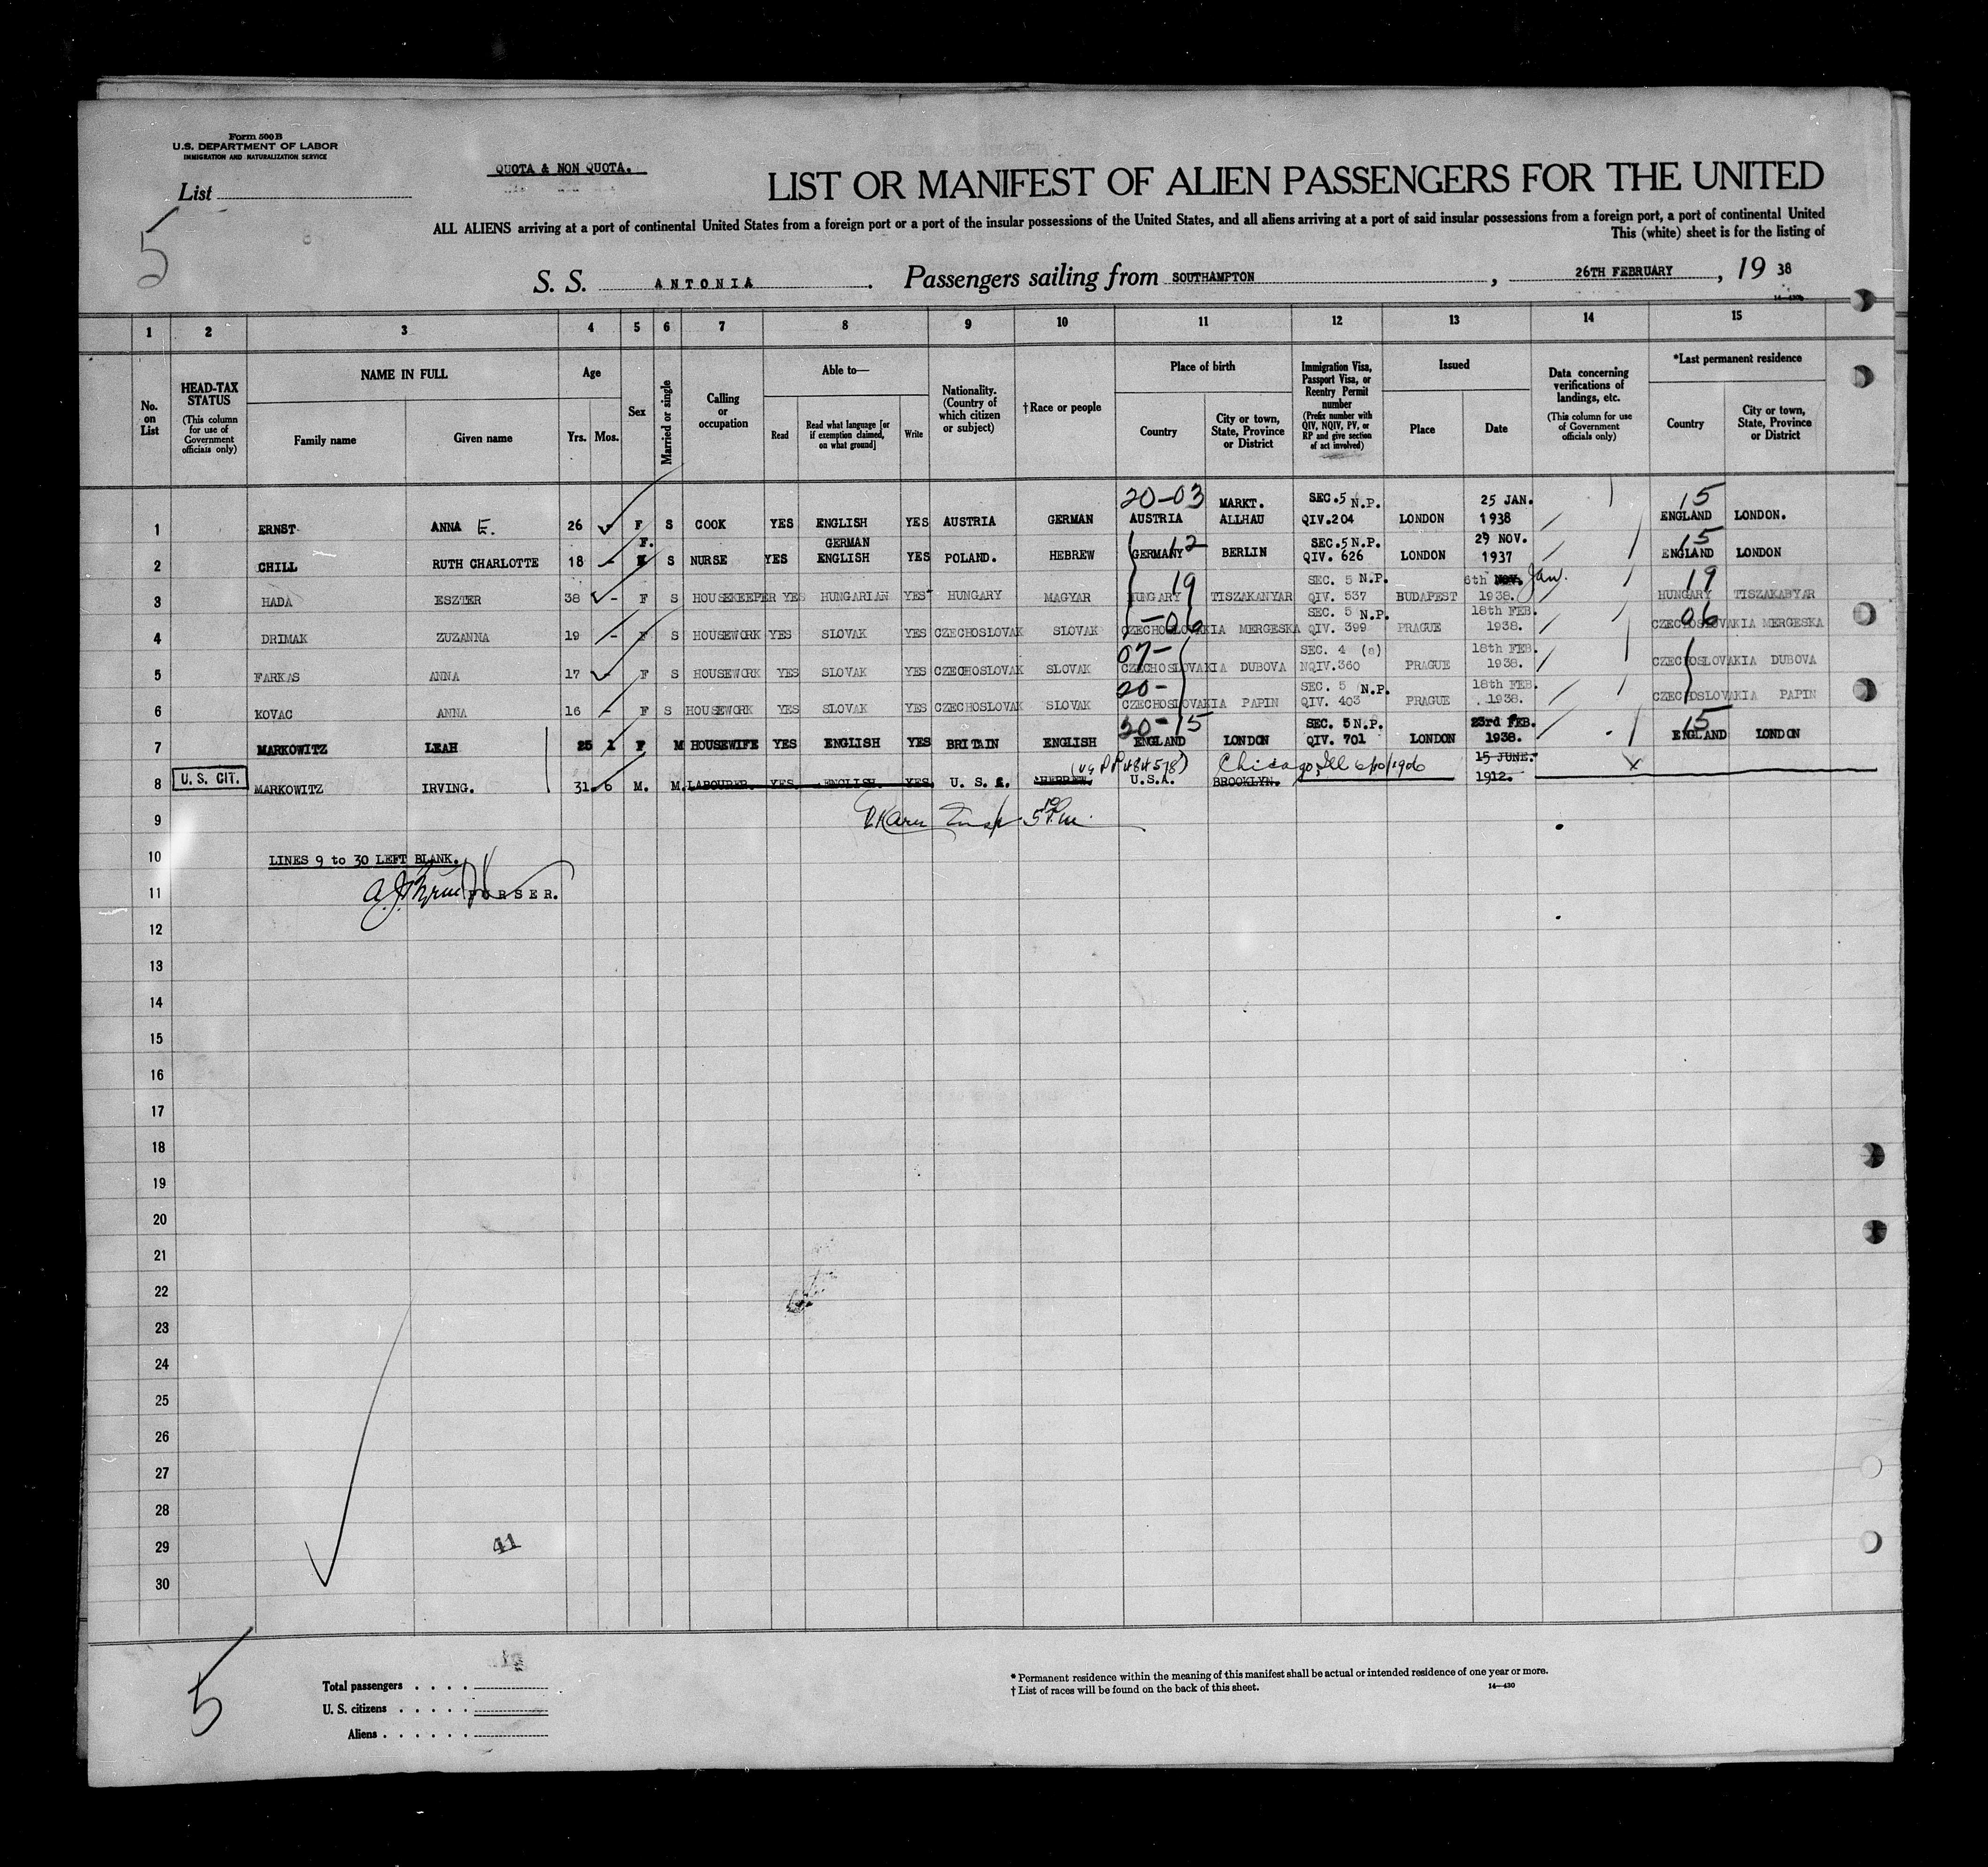 Form 500 B
U.S. DEPARTMENT OF LABOR
IMMIGRATION AND NATURALIZATION SERVICE
QUOTA & NON QUOTA.
List
5
LIST OR MANIFEST OF ALIEN PASSENGERS FOR THE UNITED
ALL ALIENS arriving at a port of continental United States from a foreign port or a port of the insular possessions of the United States, and all aliens arriving at a port of said insular possessions from a foreign port, a port of continental United
This (white) sheet is for the listing of
S. S. ANTONIA. Passengers sailing from SOUTHAMPTON, 26TH FEBRUARY, 19 38
14—430
1 2 3 4 5 6 7 8 9 10 11 12 13 14 15
No. on List
HEAD-TAX STATUS (This column for use of Government officials only)
NAME IN FULL
Family name
Given name
Age
Yrs. Mos.
Sex
Married or single
Calling or occupation
Able to—
Read
Read what language [or if exemption claimed, on what ground]
Write
Nationality. (Country of which citizen or subject)
†Race or people
Place of birth
Country
City or town, State, Province or District
Immigration Visa, Passport Visa, or Reentry Permit number (Prefix number with QIV, NQIV, PV, or RP and give section of act involved)
Issued
Place
Date
Data concerning verifications of landings, etc. (This column for use of Government officials only)
*Last permanent residence
Country
City or town, State, Province or District
20-03 MARKT. SEC.5 N.P. 25 JAN. 15
1 ERNST ANNA E. 26 F S COOK YES ENGLISH YES AUSTRIA GERMAN AUSTRIA ALLHAU QIV.204 LONDON 1938 ENGLAND LONDON.
F. GERMAN 12 SEC.5 N.P. 29 NOV. 15
2 CHILL RUTH CHARLOTTE 18 - S NURSE YES ENGLISH YES POLAND. HEBREW GERMANY BERLIN QIV. 626 LONDON 1937 ENGLAND LONDON
19 SEC. 5 N.P. 6th NOV. Jan. 19
3 HADA ESZTER 38 - F S HOUSEKEEPER YES HUNGARIAN YES HUNGARY MAGYAR HUNGARY TISZAKANYAR QIV. 537 BUDAPEST 1938. HUNGARY TISZAKANYAR
-06 SEC. 5 N.P. 18th FEB. 06
4 DRIMAK ZUZANNA 19 - F S HOUSEWORK YES SLOVAK YES CZECHOSLOVAK SLOVAK CZECHOSLOVAKIA MERGESKA QIV. 399 PRAGUE 1938. CZECHOSLOVAKIA MERGESKA
07- SEC. 4 (a) 18th FEB.
5 FARKAS ANNA 17 - F S HOUSEWORK YES SLOVAK YES CZECHOSLOVAK SLOVAK CZECHOSLOVAKIA DUBOVA NQIV.360 PRAGUE 1938. CZECHOSLOVAKIA DUBOVA
20- SEC. 5 N.P. 18th FEB.
6 KOVAC ANNA 16 - F S HOUSEWORK YES SLOVAK YES CZECHOSLOVAK SLOVAK CZECHOSLOVAKIA PAPIN QIV. 403 PRAGUE 1938. CZECHOSLOVAKIA PAPIN
20-15 SEC. 5 N.P. 23rd FEB. 15
7 MARKOWITZ LEAH 25 1 F M HOUSEWIFE YES ENGLISH YES BRITAIN ENGLISH ENGLAND LONDON QIV. 701 LONDON 1938. ENGLAND LONDON
Chicago, Ill 15 JUNE. x
8 U. S. CIT. MARKOWITZ IRVING. 31 6 M. M. LABOURER. YES. ENGLISH. YES. U. S. A. HEBREW. U.S.A. BROOKLYN. 1912.
9
10 LINES 9 to 30 LEFT BLANK.
11 PURSER.
12
13
14
15
16
17
18
19
20
21
22
23
24
25
26
27
28
29 41
30
5
Total passengers
U. S. citizens
Aliens
* Permanent residence within the meaning of this manifest shall be actual or intended residence of one year or more.
† List of races will be found on the back of this sheet. 14—430